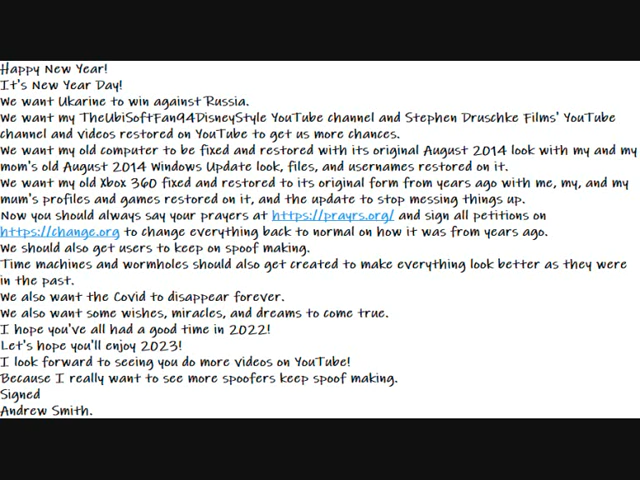 Happy New Year!
It's New Year Day!
We want Ukarine to win against Russia.
We want my TheUbiSoftFan94DisneyStyle YouTube channel and Stephen Druschke Films' YouTube
channel and videos restored on YouTube to get us more chances.
We want my old computer to be fixed and restored with its original August 2014 look with my and my
mom's old August 2014 Windows Update look, files, and usernames restored on it.
We want my old Xbox 360 fixed and restored to its original form from years ago with me, my, and my
mum's profiles and games restored on it, and the update to stop messing things up.
Now you should always say your prayers at https://prayrs.org/ and sign all petitions on
https://change.org to change everything back to normal on how it was from years ago.
We should also get users to keep on spoof making.
Time machines and wormholes should also get created to make everything look better as they were
in the past.
We also want the Covid to disappear forever.
We also want some wishes, miracles, and dreams to come true.
I hope you've all had a good time in 2022!
Let's hope you'll enjoy 2023!
I look forward to seeing you do more videos on YouTube!
Because I really want to see more spoofers keep spoof making.
Signed
Andrew Smith.